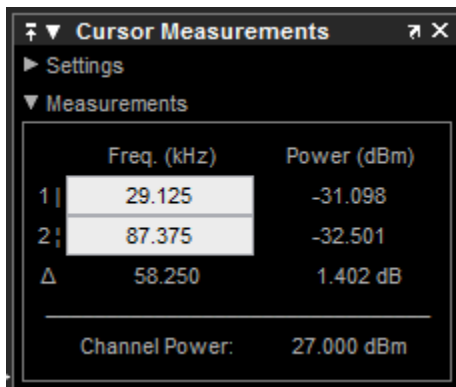 Cursor Measurements
Settings
Measurements
Freq. (kHz) Power (dBm)
1 | 29.125 -31.098
2 ¦ 87.375 -32.501
Δ 58.250 1.402 dB
Channel Power: 27.000 dBm